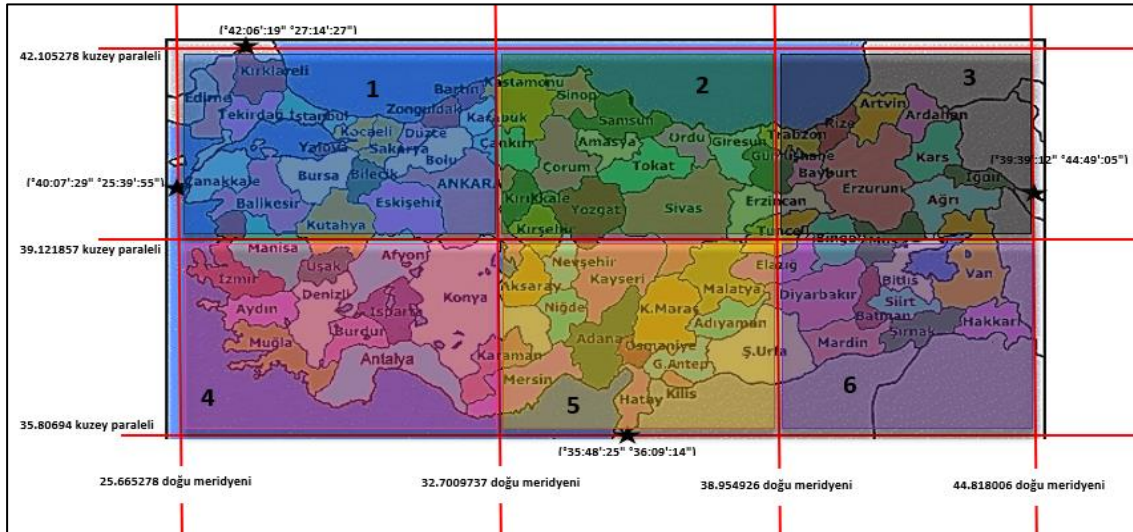 (°42:06':19" °27:14':27")
42.105278 kuzey paraleli
1
2
3
Kırklareli
Edirne
Tekirdağ
İstanbul
Kocaeli
Yalova
Sakarya
Düzce
Zonguldak
Bartın
Karabük
Bolu
Çankırı
Kastamonu
Sinop
Samsun
Amasya
Ordu
Giresun
Trabzon
Rize
Artvin
Ardahan
Kars
Iğdır
Gümüşhane
Bayburt
Erzurum
Ağrı
Çorum
Tokat
(°40:07':29" °25:39':55")
(°39:39':12" °44:49':05")
Çanakkale
Bursa
Bilecik
ANKARA
Balikesir
Eskişehir
Kutahya
Kırıkkale
Yozgat
Sivas
Erzincan
Kırşehir
Tunceli
39.121857 kuzey paraleli
Manisa
Uşak
Afyon
İzmir
Aydın
Denizli
Isparta
Konya
Burdur
Muğla
Antalya
Nevşehir
Aksaray
Kayseri
Niğde
K.Maraş
Malatya
Elazığ
Adıyaman
Adana
Osmaniye
Ş.Urfa
G.Antep
Karaman
Mersin
Hatay
Kilis
Bingöl
Muş
Diyarbakır
Bitlis
Van
Siirt
Batman
Şırnak
Hakkari
Mardin
4
5
6
35.80694 kuzey paraleli
(°35:48':25" °36:09':14")
25.665278 doğu meridyeni
32.7009737 doğu meridyeni
38.954926 doğu meridyeni
44.818006 doğu meridyeni